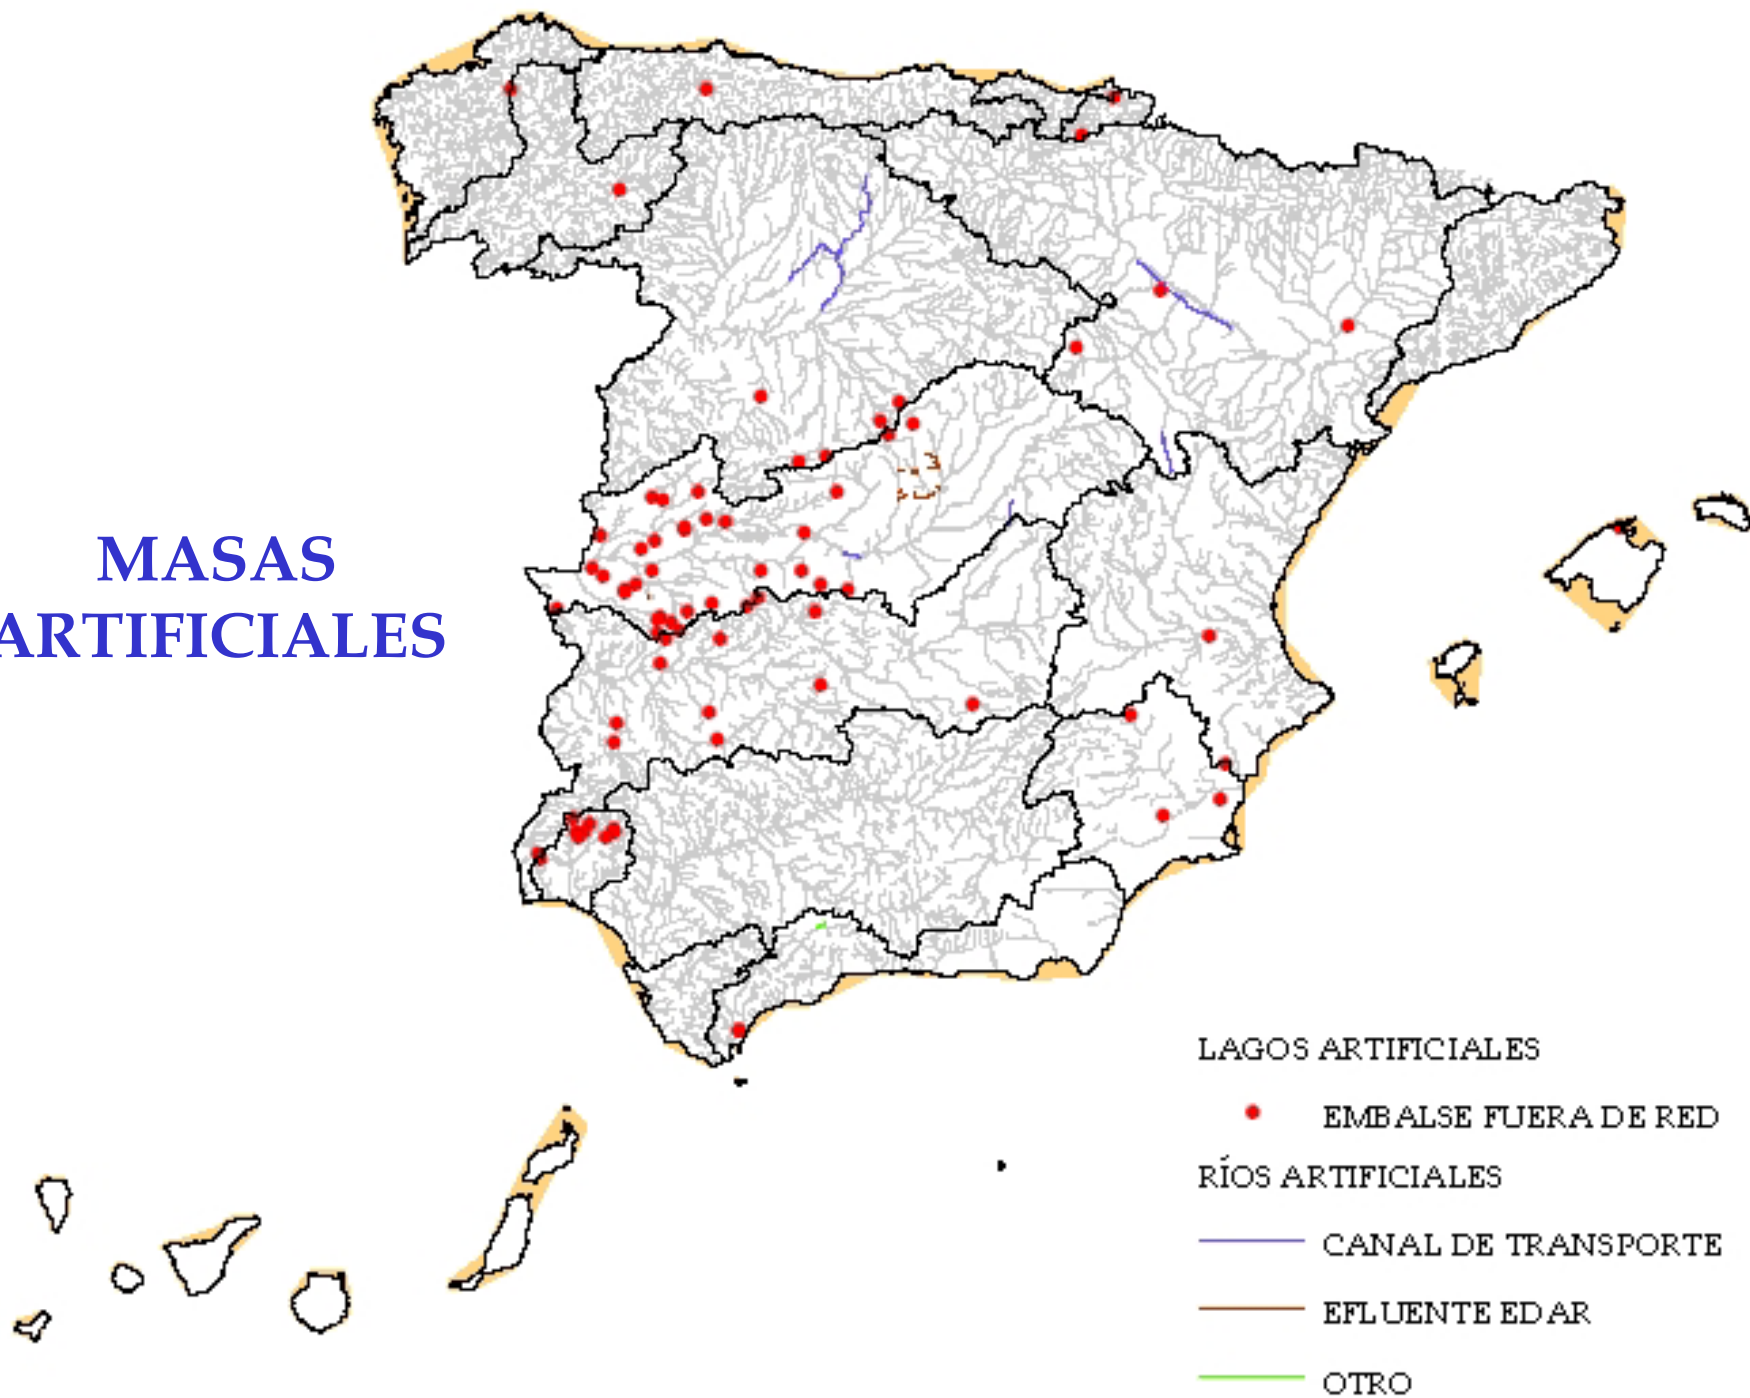 MASAS
ARTIFICIALES
LAGOS ARTIFICIALES
EMBALSE FUERA DE RED
RÍOS ARTIFICIALES
CANAL DE TRANSPORTE
EFLUENTE EDAR
OTRO